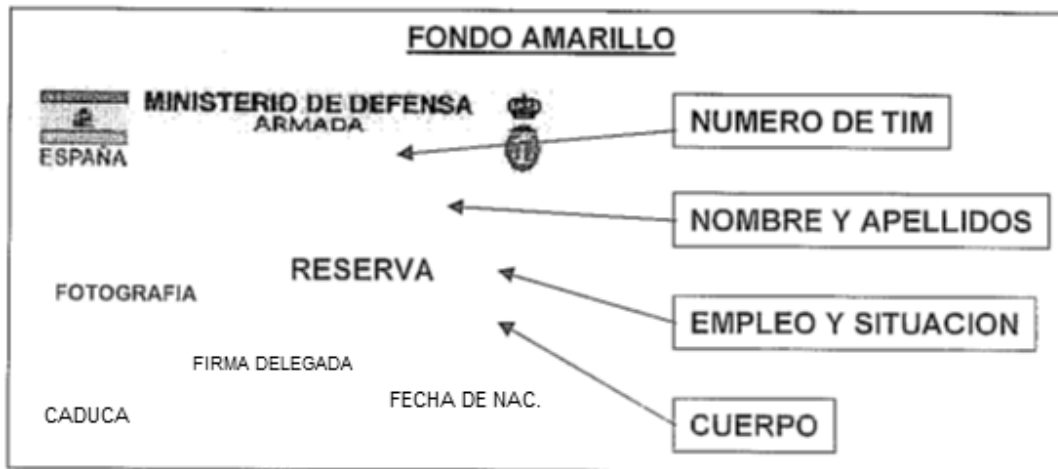 FONDO AMARILLO
MINISTERIO DE DEFENSA
ARMADA
ESPAÑA
NUMERO DE TIM
NOMBRE Y APELLIDOS
RESERVA
FOTOGRAFIA
EMPLEO Y SITUACION
FIRMA DELEGADA
CADUCA
FECHA DE NAC.
CUERPO